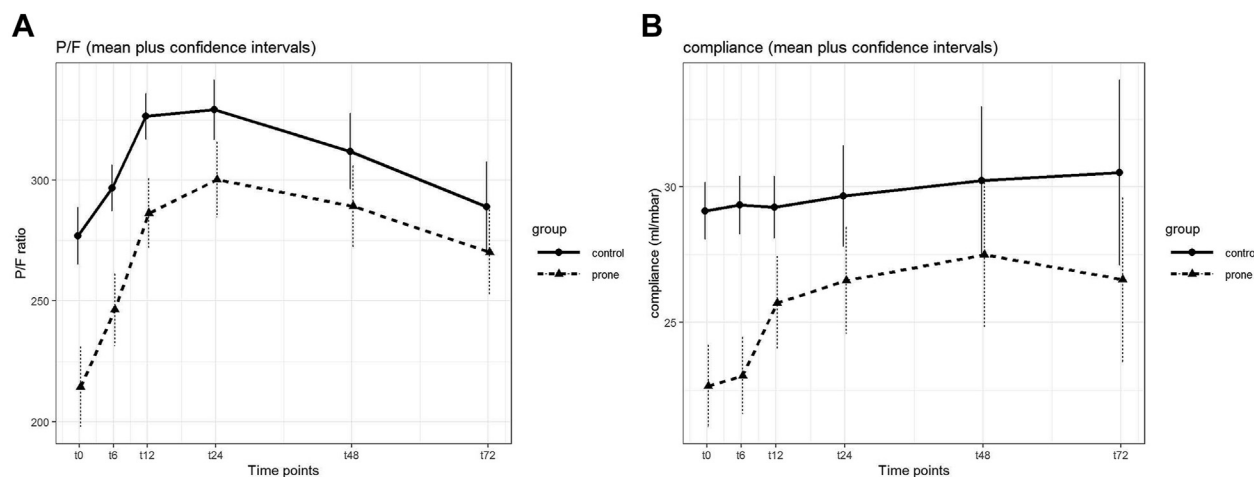 A
P/F (mean plus confidence intervals)
P/F ratio
300
250
200
t0 t6 t12 t24 t48 t72
Time points
group
control
prone
B
compliance (mean plus confidence intervals)
compliance (ml/mbar)
30
25
t0 t6 t12 t24 t48 t72
Time points
group
control
prone